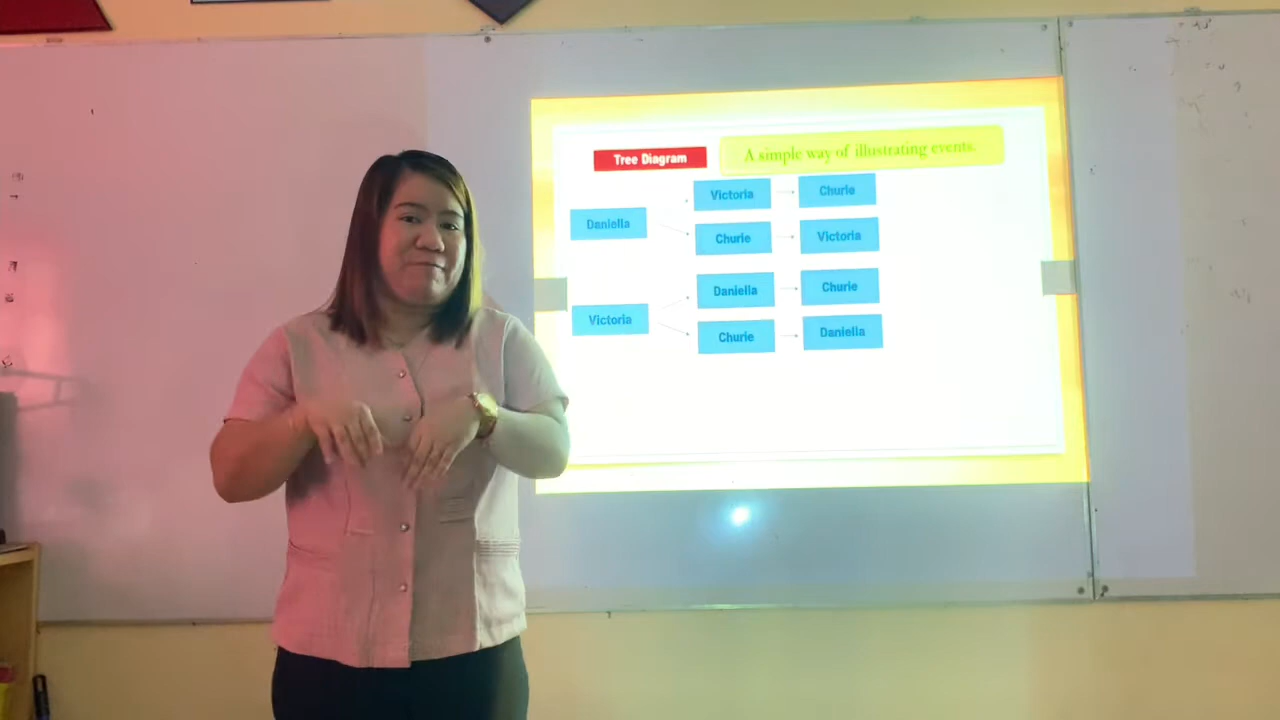 Tree Diagram
A simple way of illustrating events.
Victoria
Churie
Daniella
Churie
Victoria
Daniella
Churie
Victoria
Churie
Daniella